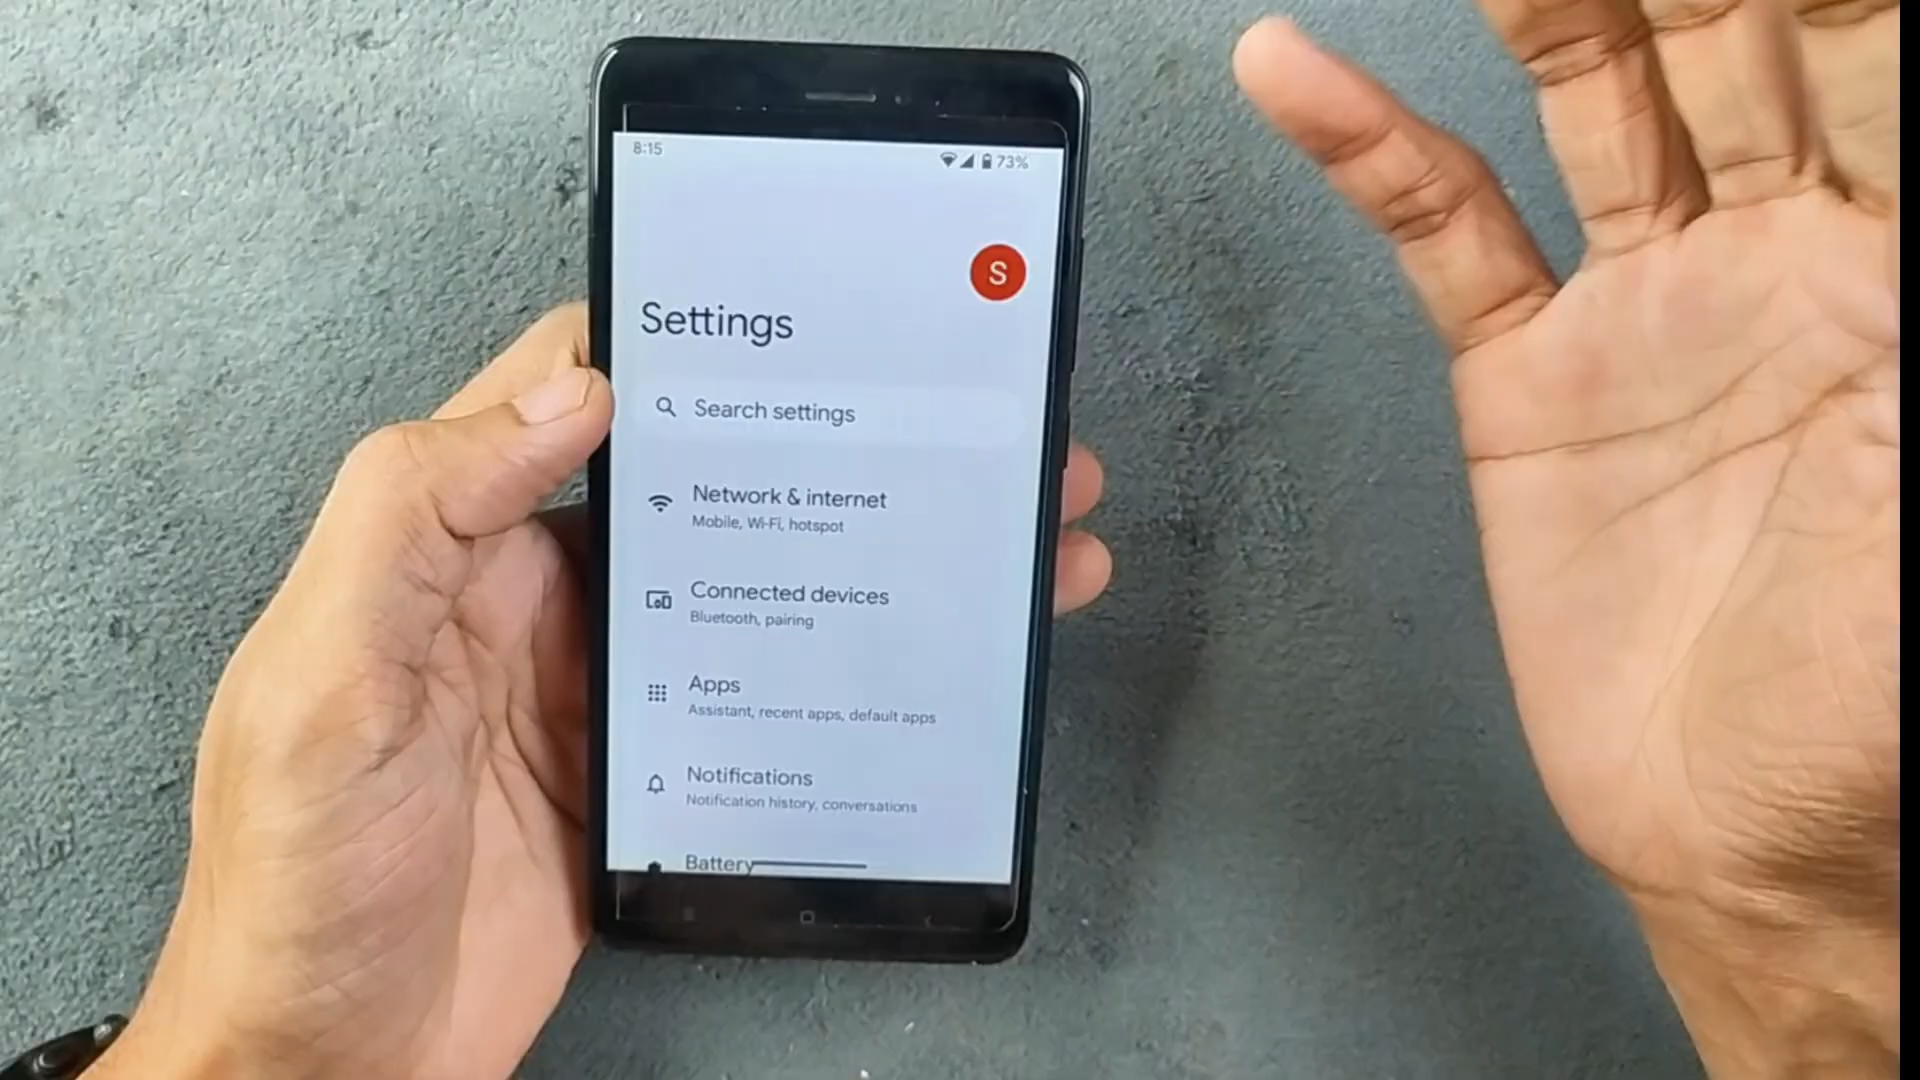 8:15
73%
S
Settings
Search settings
Network & internet
Mobile, Wi-Fi, hotspot
Connected devices
Bluetooth, pairing
Apps
Assistant, recent apps, default apps
Notifications
Notification history, conversations
Battery